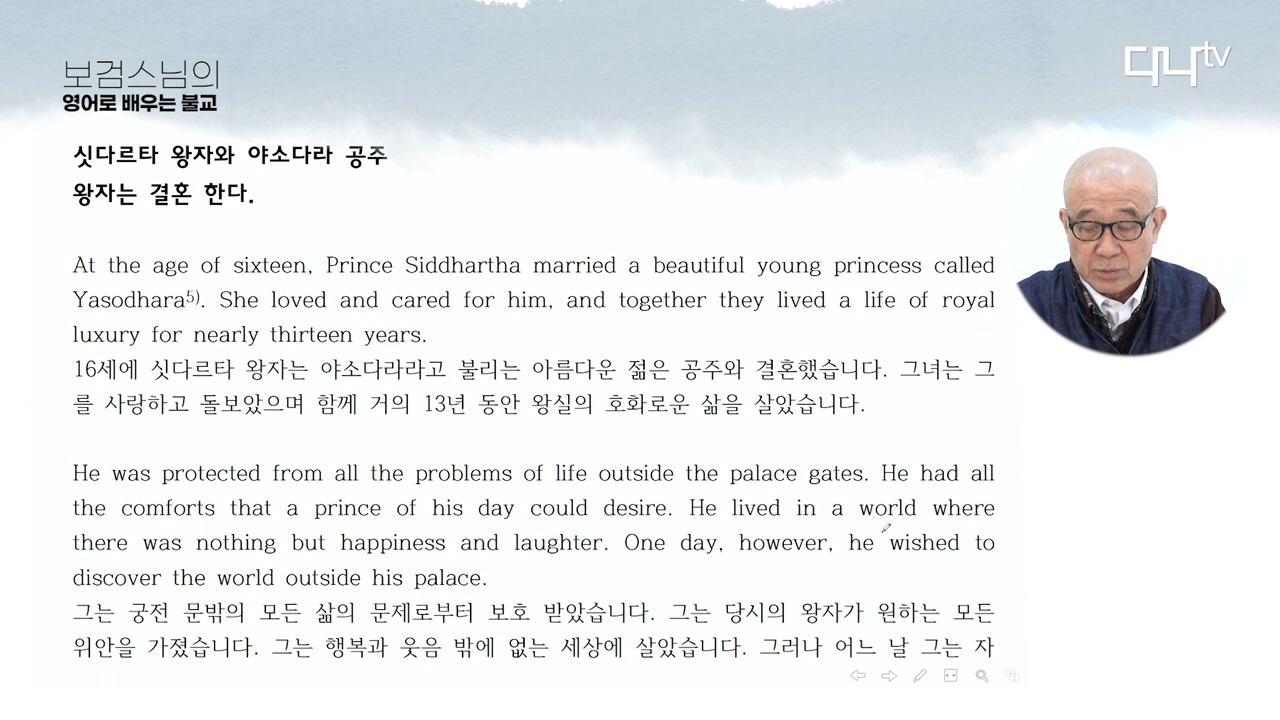 보검스님의
영어로 배우는 불교
디나tv
싯다르타 왕자와 야소다라 공주
왕자는 결혼 한다.
At the age of sixteen, Prince Siddhartha married a beautiful young princess called
Yasodhara5). She loved and cared for him, and together they lived a life of royal
luxury for nearly thirteen years.
16세에 싯다르타 왕자는 야소다라라고 불리는 아름다운 젊은 공주와 결혼했습니다. 그녀는 그
를 사랑하고 돌보았으며 함께 거의 13년 동안 왕실의 호화로운 삶을 살았습니다.
He was protected from all the problems of life outside the palace gates. He had all
the comforts that a prince of his day could desire. He lived in a world where
there was nothing but happiness and laughter. One day, however, he wished to
discover the world outside his palace.
그는 궁전 문밖의 모든 삶의 문제로부터 보호 받았습니다. 그는 당시의 왕자가 원하는 모든
위안을 가졌습니다. 그는 행복과 웃음 밖에 없는 세상에 살았습니다. 그러나 어느 날 그는 자